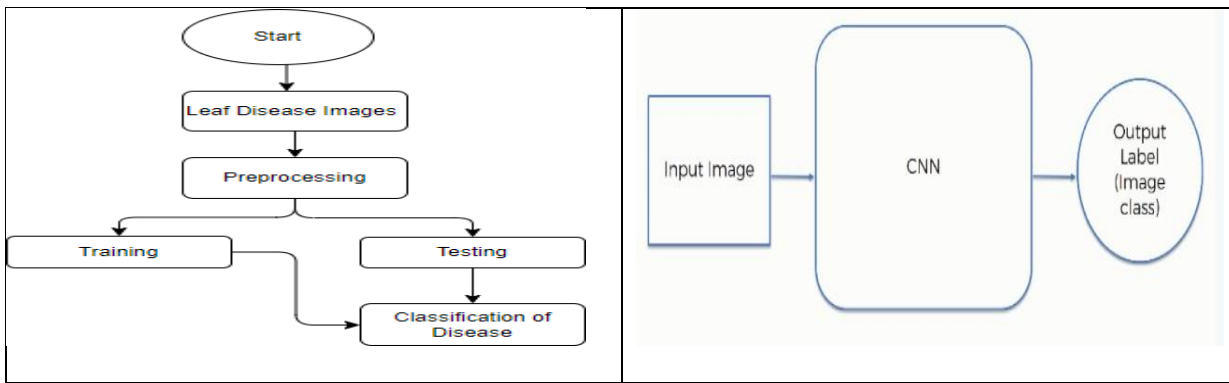 Start
Leaf Disease Images
Preprocessing
Training
Testing
Classification of
Disease
Input Image
CNN
Output
Label
(Image
class)